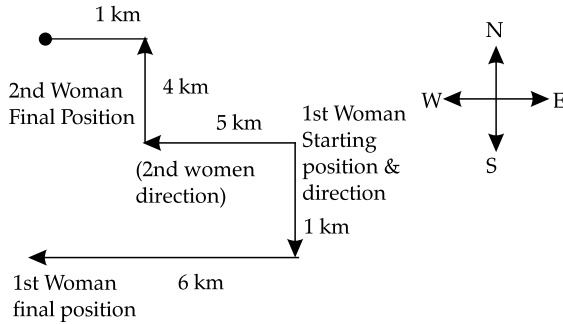 1 km
N
2nd Woman
Final Position
4 km
W
E
5 km
1st Woman
Starting
position &
direction
S
(2nd women
direction)
1 km
1st Woman
final position
6 km